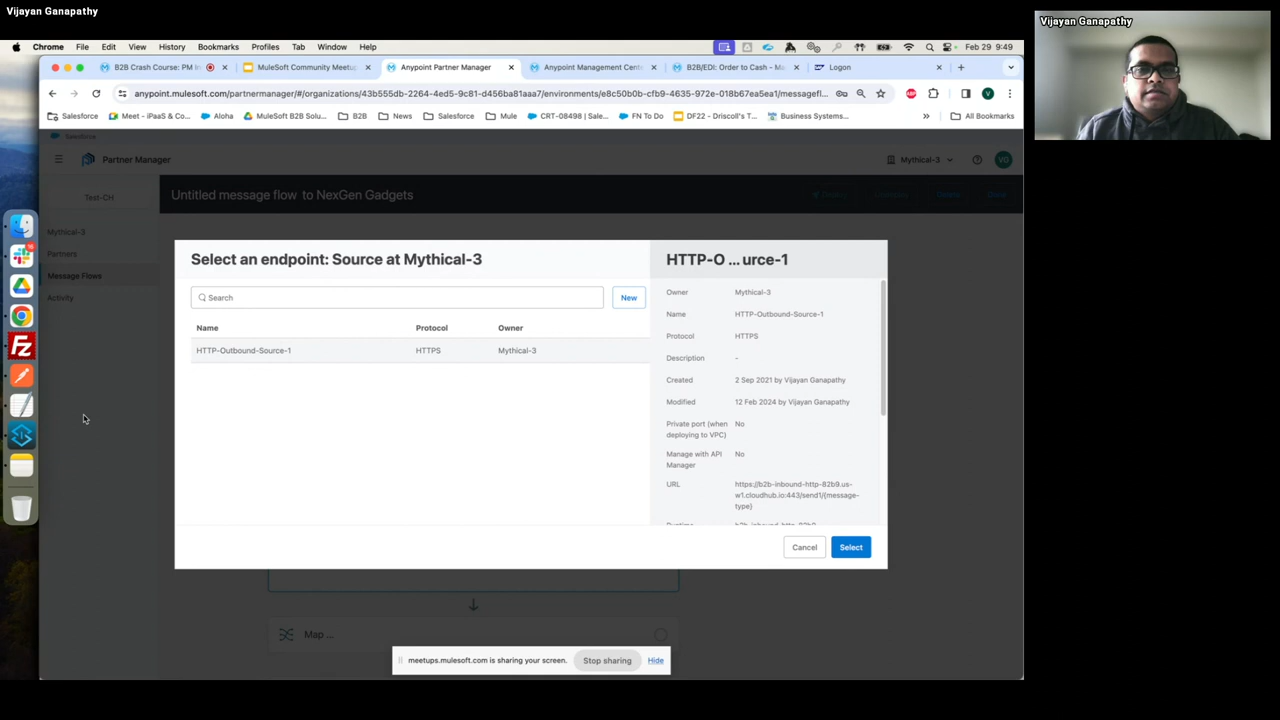 Vijayan Ganapathy
Vijayan Ganapathy
Chrome File Edit View History Bookmarks Profiles Tab Window Help
Feb 29 9:49
B2B Crash Course: PM In
MuleSoft Community Meetu
Anypoint Partner Manager
Anypoint Management Cent
B2B/EDI: Order to Cash - Mo
Logon
anypoint.mulesoft.com/partnermanager/#/organizations/43b555db-2264-4ed5-9c81-d456ba81aaa7/environments/e8c50b0b-cfb9-4635-972e-018b67ea5ea1/messagefl...
Salesforce Meet - iPaaS & Co... Aloha MuleSoft B2B Solu... B2B News Salesforce Mule CRT-08498 | Sale... FN To Do DF22 - Driscoll's T... Business Systems... » All Bookmarks
Salesforce
Partner Manager
Mythical-3
VG
Test-CH
Untitled message flow to NexGen Gadgets
Mythical-3
Partners
Message Flows
Activity
Select an endpoint: Source at Mythical-3
Search
New
Name Protocol Owner
HTTP-Outbound-Source-1 HTTPS Mythical-3
HTTP-O ... urce-1
Owner Mythical-3
Name HTTP-Outbound-Source-1
Protocol HTTPS
Description -
Created 2 Sep 2021 by Vijayan Ganapathy
Modified 12 Feb 2024 by Vijayan Ganapathy
Private port (when No
deploying to VPC)
Manage with API No
Manager
URL https://b2b-inbound-http-82b9.us-
w1.cloudhub.io:443/send1/{message-
type}
Runtime b2b-inbound-http-82b9
Cancel Select
Map ...
meetups.mulesoft.com is sharing your screen. Stop sharing Hide